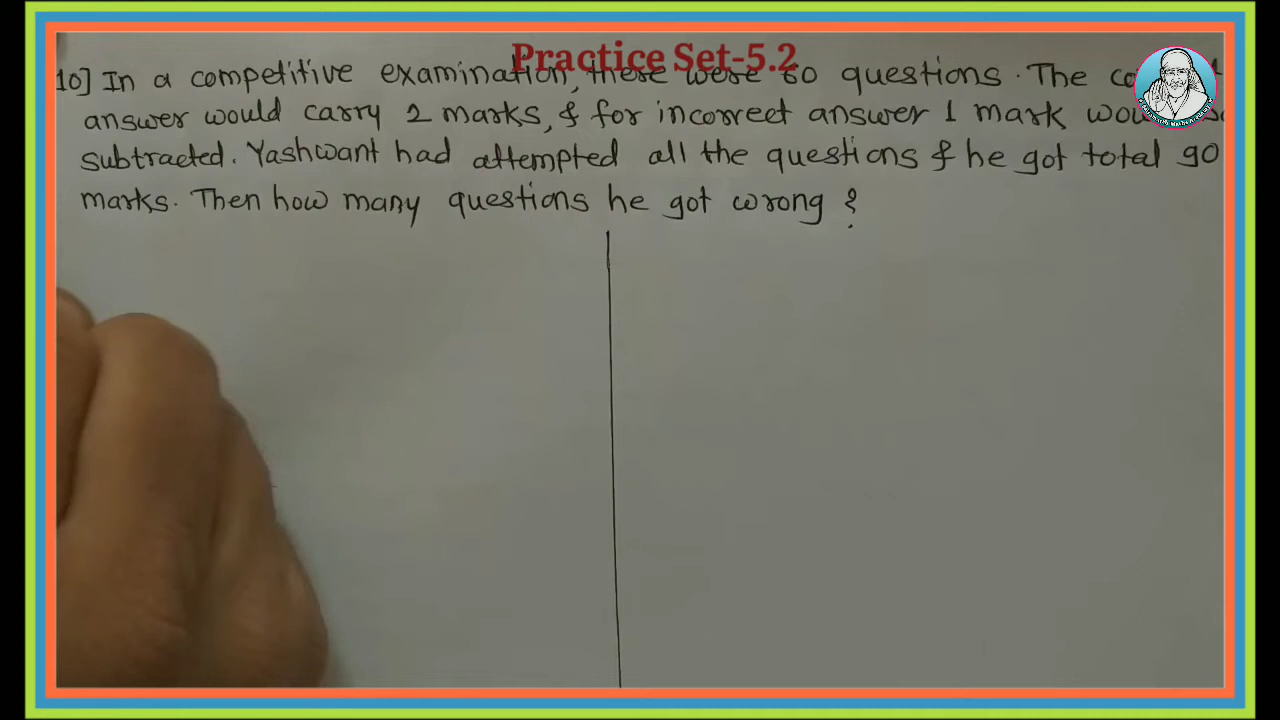 Practice Set-5.2
10] In a competitive examination, there were 60 questions. The
answer would carry 2 marks, & for incorrect answer 1 mark
subtracted. Yashwant had attempted all the questions & he got total 90
marks. Then how many questions he got wrong ?